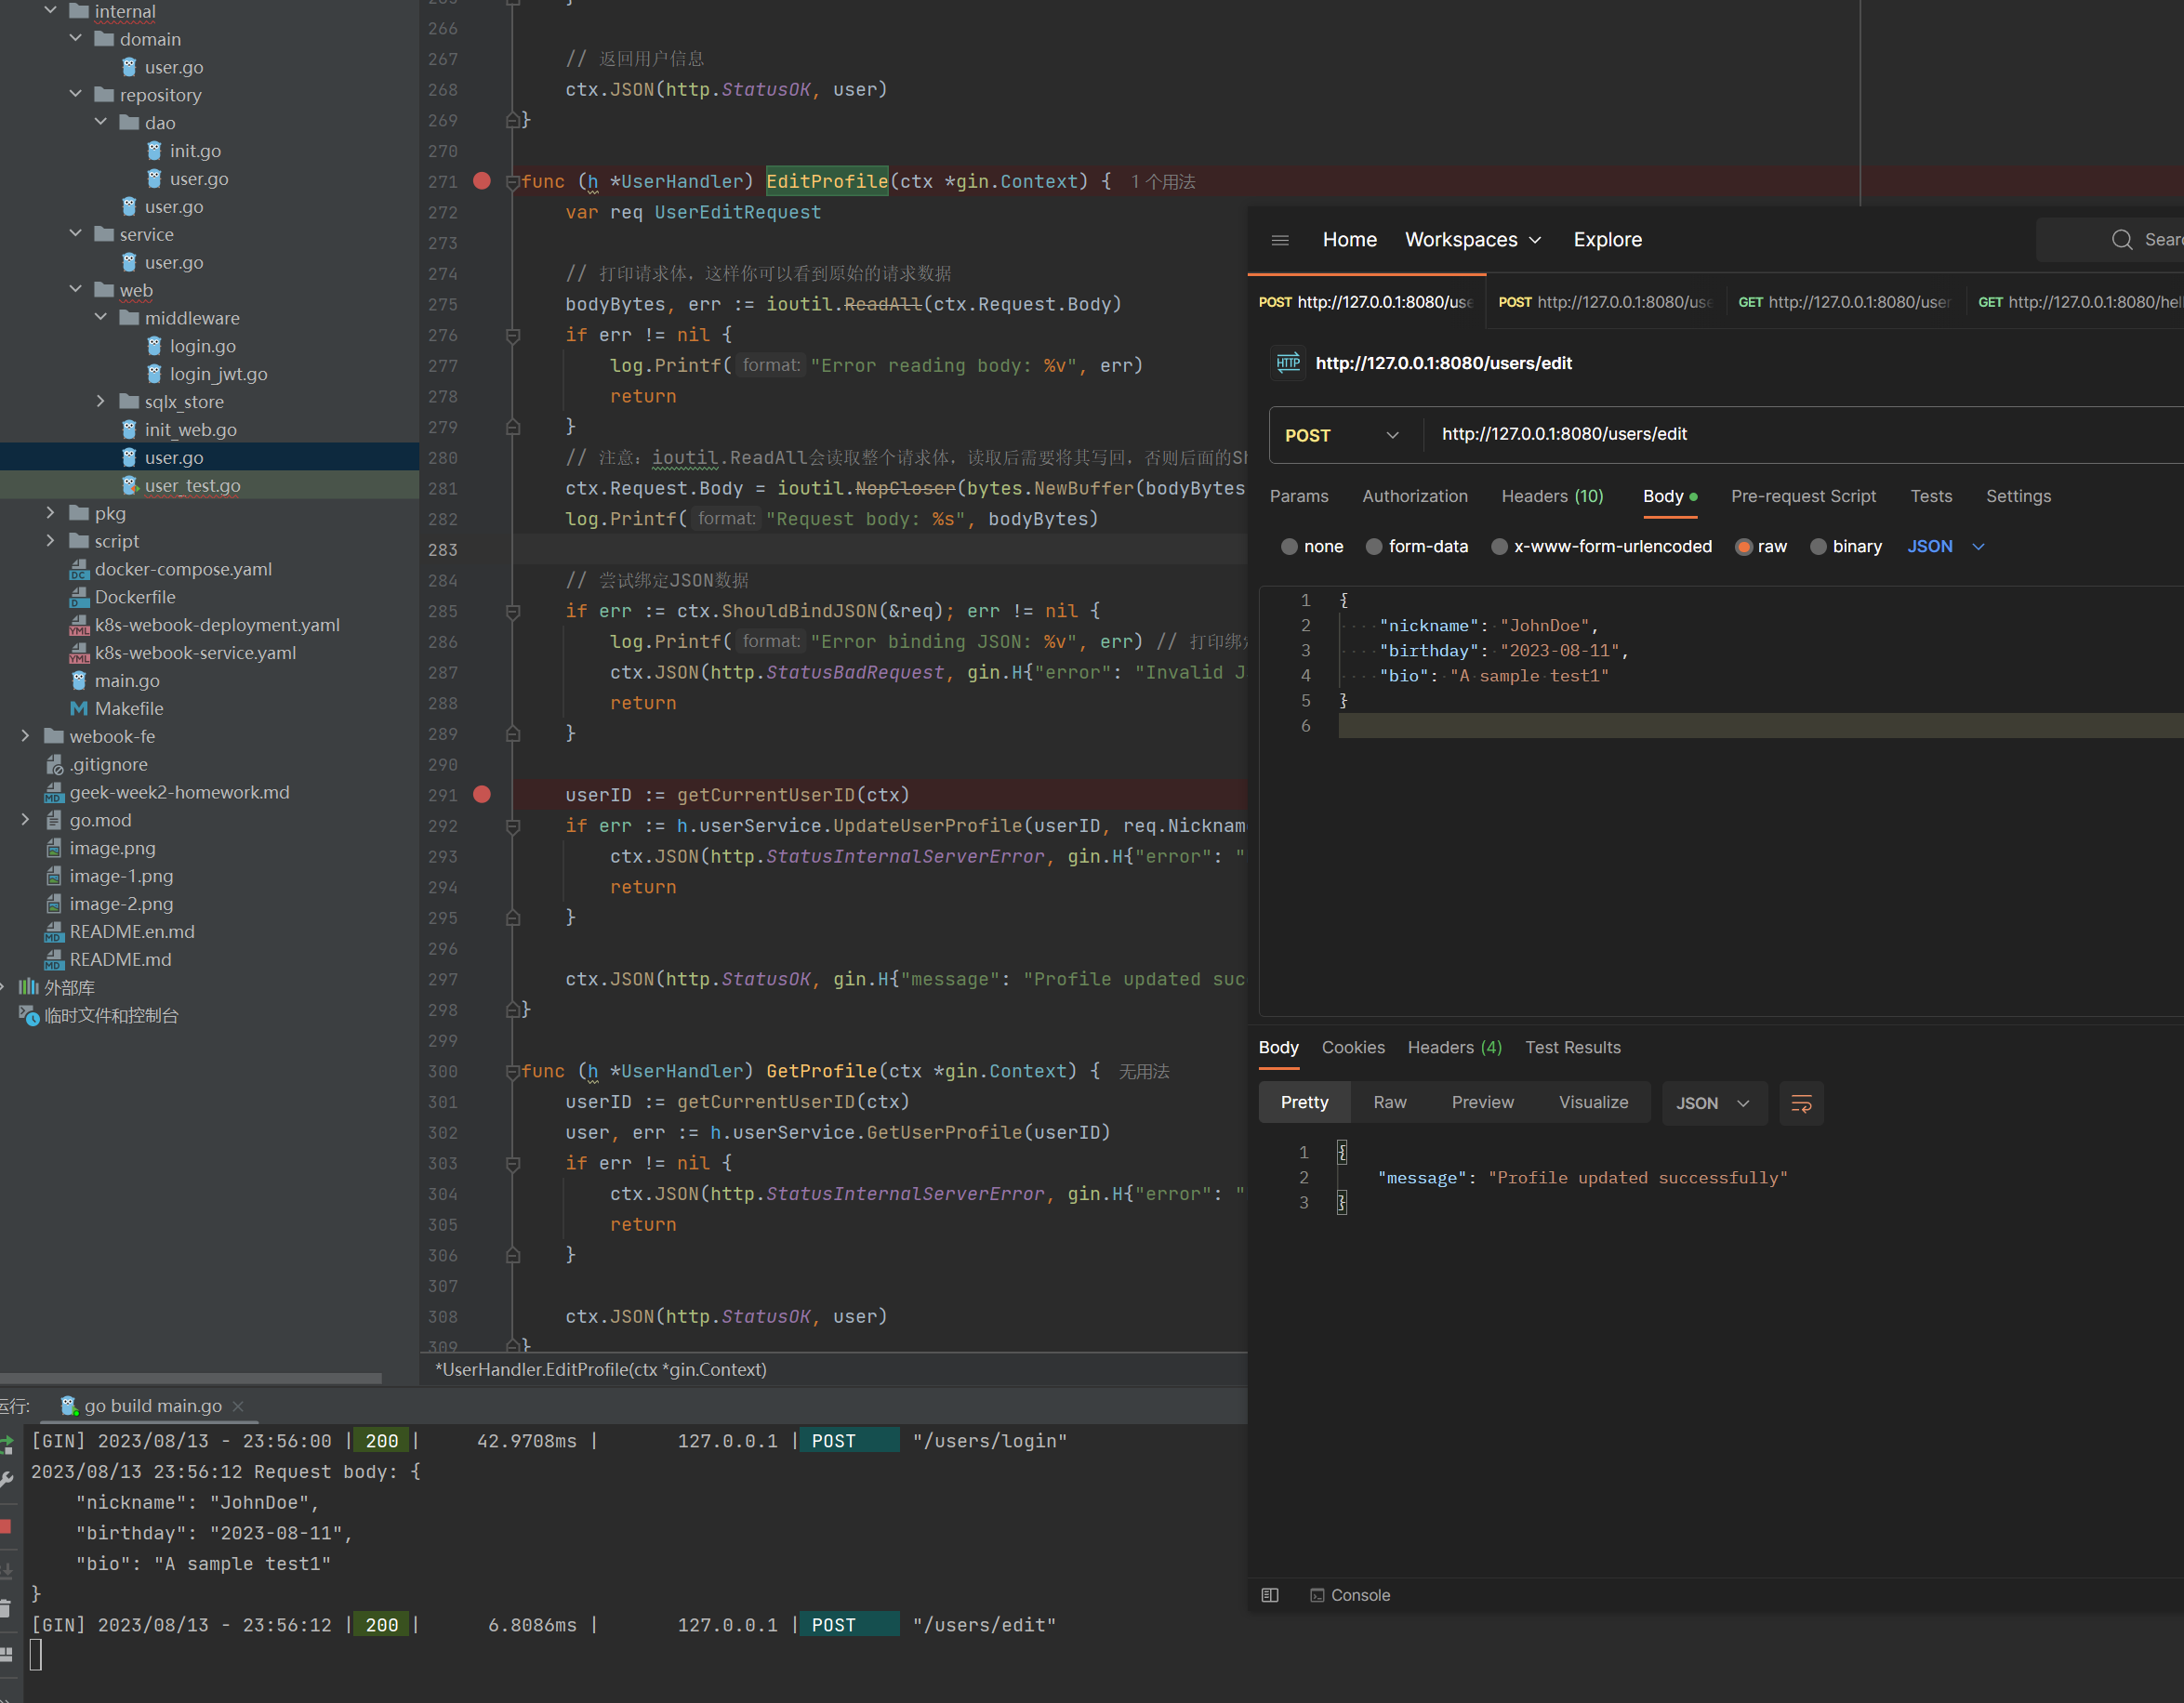 internal
domain
user.go
repository
dao
init.go
user.go
user.go
service
user.go
web
middleware
login.go
login_jwt.go
sqlx_store
init_web.go
user.go
user_test.go
pkg
script
docker-compose.yaml
Dockerfile
k8s-webook-deployment.yaml
k8s-webook-service.yaml
main.go
Makefile
webook-fe
.gitignore
geek-week2-homework.md
go.mod
image.png
image-1.png
image-2.png
README.en.md
README.md
外部库
临时文件和控制台
266
267 // 返回用户信息
268 ctx.JSON(http.StatusOK, user)
269 }
270
271 func (h *UserHandler) EditProfile(ctx *gin.Context) { 1 个用法
272 var req UserEditRequest
273
274 // 打印请求体，这样你可以看到原始的请求数据
275 bodyBytes, err := ioutil.ReadAll(ctx.Request.Body)
276 if err != nil {
277 log.Printf( format: "Error reading body: %v", err)
278 return
279 }
280 // 注意：ioutil.ReadAll会读取整个请求体，读取后需要将其写回，否则后面的Sh
281 ctx.Request.Body = ioutil.NopCloser(bytes.NewBuffer(bodyBytes
282 log.Printf( format: "Request body: %s", bodyBytes)
283
284 // 尝试绑定JSON数据
285 if err := ctx.ShouldBindJSON(&req); err != nil {
286 log.Printf( format: "Error binding JSON: %v", err) // 打印绑定
287 ctx.JSON(http.StatusBadRequest, gin.H{"error": "Invalid J
288 return
289 }
290
291 userID := getCurrentUserID(ctx)
292 if err := h.userService.UpdateUserProfile(userID, req.Nicknam
293 ctx.JSON(http.StatusInternalServerError, gin.H{"error": "
294 return
295 }
296
297 ctx.JSON(http.StatusOK, gin.H{"message": "Profile updated suc
298 }
299
300 func (h *UserHandler) GetProfile(ctx *gin.Context) { 无用法
301 userID := getCurrentUserID(ctx)
302 user, err := h.userService.GetUserProfile(userID)
303 if err != nil {
304 ctx.JSON(http.StatusInternalServerError, gin.H{"error": "
305 return
306 }
307
308 ctx.JSON(http.StatusOK, user)
309 }
*UserHandler.EditProfile(ctx *gin.Context)
Home Workspaces Explore Sear
POST http://127.0.0.1:8080/use POST http://127.0.0.1:8080/use GET http://127.0.0.1:8080/user GET http://127.0.0.1:8080/hel
HTTP http://127.0.0.1:8080/users/edit
POST http://127.0.0.1:8080/users/edit
Params Authorization Headers (10) Body Pre-request Script Tests Settings
none form-data x-www-form-urlencoded raw binary JSON
1 {
2 "nickname": "JohnDoe",
3 "birthday": "2023-08-11",
4 "bio": "A sample test1"
5 }
6
Body Cookies Headers (4) Test Results
Pretty Raw Preview Visualize JSON
1 {
2 "message": "Profile updated successfully"
3 }
Console
运行: go build main.go
[GIN] 2023/08/13 - 23:56:00 | 200 | 42.9708ms | 127.0.0.1 | POST "/users/login"
2023/08/13 23:56:12 Request body: {
"nickname": "JohnDoe",
"birthday": "2023-08-11",
"bio": "A sample test1"
}
[GIN] 2023/08/13 - 23:56:12 | 200 | 6.8086ms | 127.0.0.1 | POST "/users/edit"